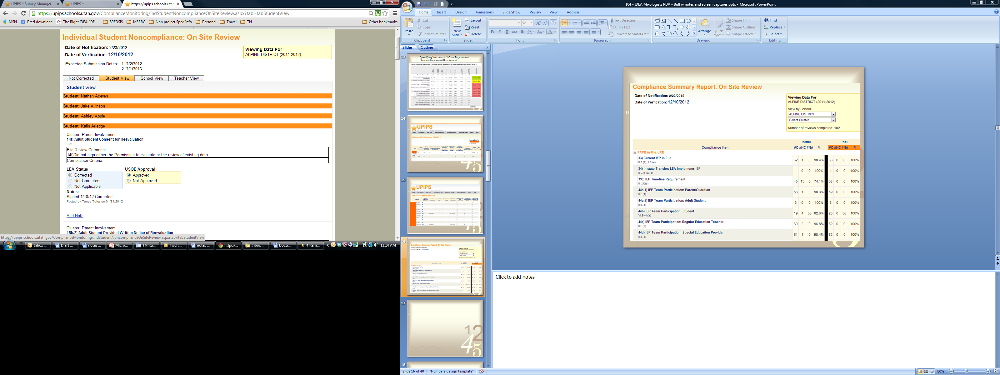 UPIPS :: Survey Manager
UPIPS ::
https://upips.schools.utah
https://upips.schools.utah.gov/ComplianceMonitoring/IndStudentNoncomplianceOnSiteReview.aspx?tab=tabStudentView
MSN Prezi download The Right IDEA: IDE... SPEDSIS MSRRC Non project Sped Info Personal Travel TN Other bookmarks
Individual Student Noncompliance: On Site Review
Date of Notification: 2/23/2012
Date of Verfication: 12/10/2012
Expected Submission Dates: 1. 2/2/2012
2. 2/1/2013
Viewing Data For
ALPINE DISTRICT (2011-2012)
Not Corrected Student View School View Teacher View
Student view
Student: Nathan Aceves
Student: Jake Allinson
Student: Ashley Apple
Student: Kalin Arledge
Cluster: Parent Involvement
14f) Adult Student Consent for Reevaluation
II.C.
File Review Comment:
14f)Did not sign either the Permission to evaluate or the review of existing data....
Compliance Criteria:
LEA Status USOE Approval
Corrected Approved
Not Corrected Not Approved
Not Applicable
Notes:
Signed 1/18/12 Corrected.
Posted by Tanya Toles on 01/31/2012
Add Note
Cluster: Parent Involvement
15b.2) Adult Student Provided Written Notice of Reevaluation
https://upips.schools.utah.gov/ComplianceMonitoring/IndStudentNoncomplianceOnSiteReview.aspx?tab=tabStudentView
Inbox ... Draft ... notes ... Micro... TN Ru... Fwd: I... notes ... https:/... Inbox ... Docu... 4 Rem... 11:14 AM
104 - IDEA Mixologists RDA - Bull w notes and screen captures.pptx - Microsoft PowerPoint
Home Insert Design Animations Slide Show Review View Add-Ins
Paste
Cut
Copy
Format Painter
Clipboard
New Slide
Layout
Reset
Delete
Slides
32
Font
Text Direction
Align Text
Convert to SmartArt
Paragraph
Arrange
Quick Styles
Shape Fill
Shape Outline
Shape Effects
Drawing
Find
Replace
Select
Editing
Slides Outline
13
Quantifying Interviews to Inform Improvement
Plans and Professional Development
14
UPIPS
Indicator B11 Summary 2011-2012
15
UPIPS
Self Assessment Dashboard
16
Compliance Summary Report: On Site Review
17
12
4 5
18
Compliance Summary Report: On Site Review
Date of Notification: 2/23/2012
Date of Verfication: 12/10/2012
Viewing Data For
ALPINE DISTRICT (2011-2012)
View by School:
ALPINE DISTRICT
Select Cluster
Number of reviews completed: 102
Initial Final
Compliance Item #C #NC #NA % #C #NC #NA %
FAPE in the LRE
33) Current IEP in File 62 1 0 98.4% 63 0 0 100%
III.B.(1), III.C.(4)
34) In-state Transfer: LEA Implements IEP 1 0 0 100% 1 0 0 100%
III.C.(1)(a)(1)
39c) IEP Timeline Requirement 43 15 0 74.1% 58 0 0 100%
III.I.(4)(a)
44a.1) IEP Team Participation: Parent/Guardian 58 1 0 98.3% 59 0 0 100%
III.E.(1)
44a.2) IEP Team Participation: Adult Student 3 0 0 100% 3 0 0 100%
III.E.(1)
44b) IEP Team Participation: Student 19 4 36 82.6% 23 0 36 100%
VII.B.(4)(a)
44c) IEP Team Participation: Regular Education Teacher 60 2 0 96.8% 62 0 0 100%
III.E.(2)
44d) IEP Team Participation: Special Education Provider 61 1 0 98.4% 62 0 0 100%
III.E.(3)
Click to add notes
Slide 16 of 40 "Numbers design template" 80%